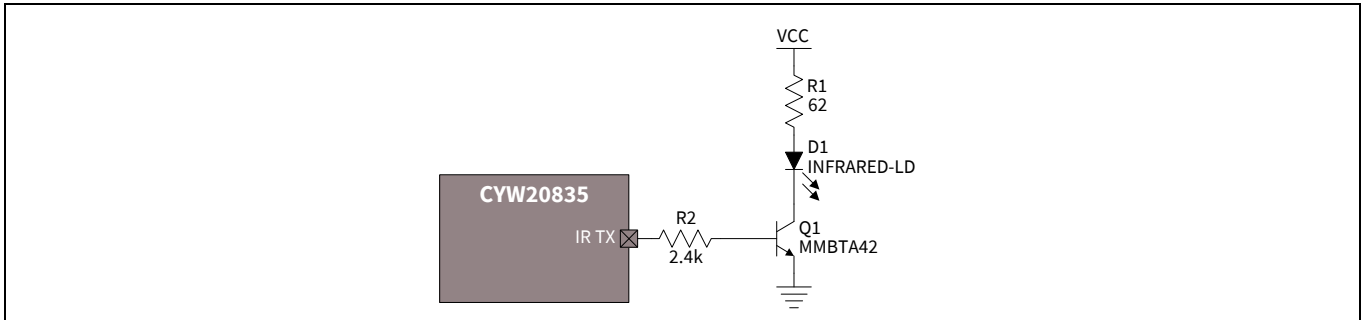 VCC
R1
62
D1
INFRARED-LD
CYW20835
IR TX
R2
2.4k
Q1
MMBTA42